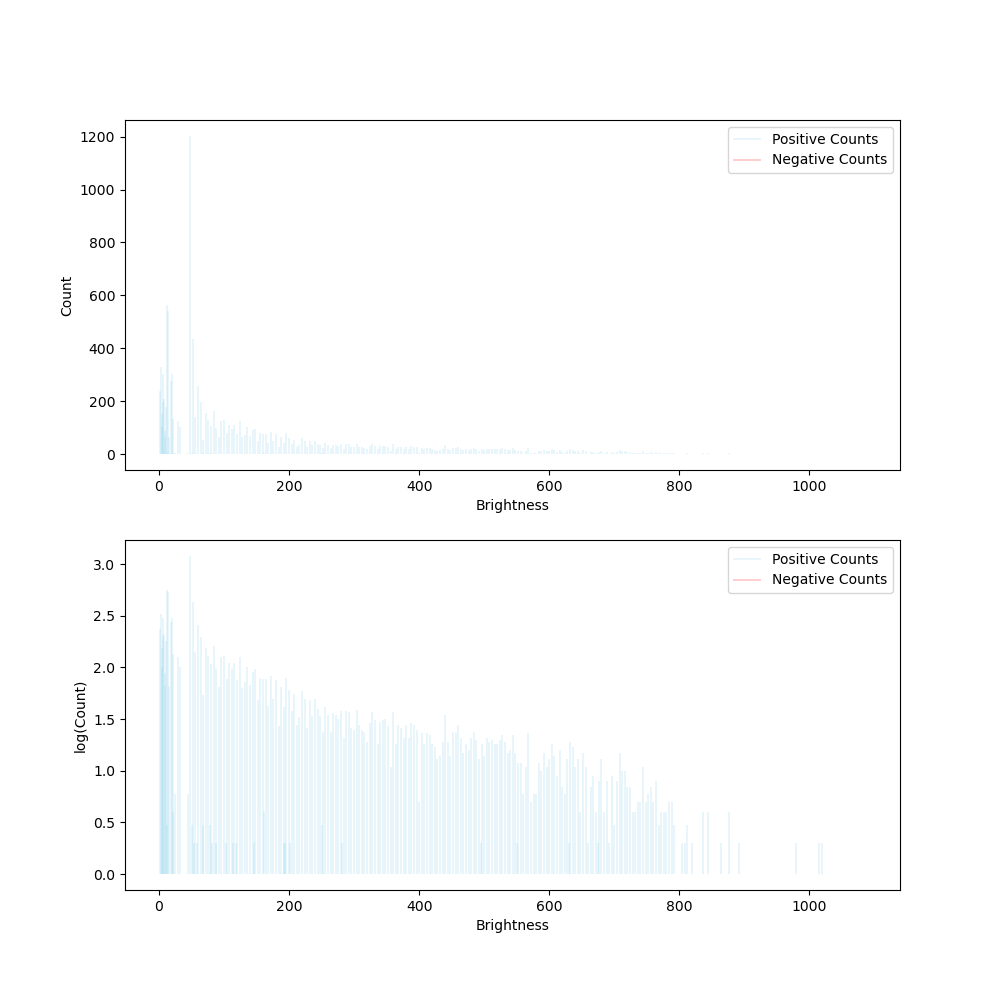 1200
1000
800
600
400
200
0
Count
Positive Counts
Negative Counts
0 200 400 600 800 1000
Brightness
3.0
2.5
2.0
1.5
1.0
0.5
0.0
log(Count)
Positive Counts
Negative Counts
0 200 400 600 800 1000
Brightness